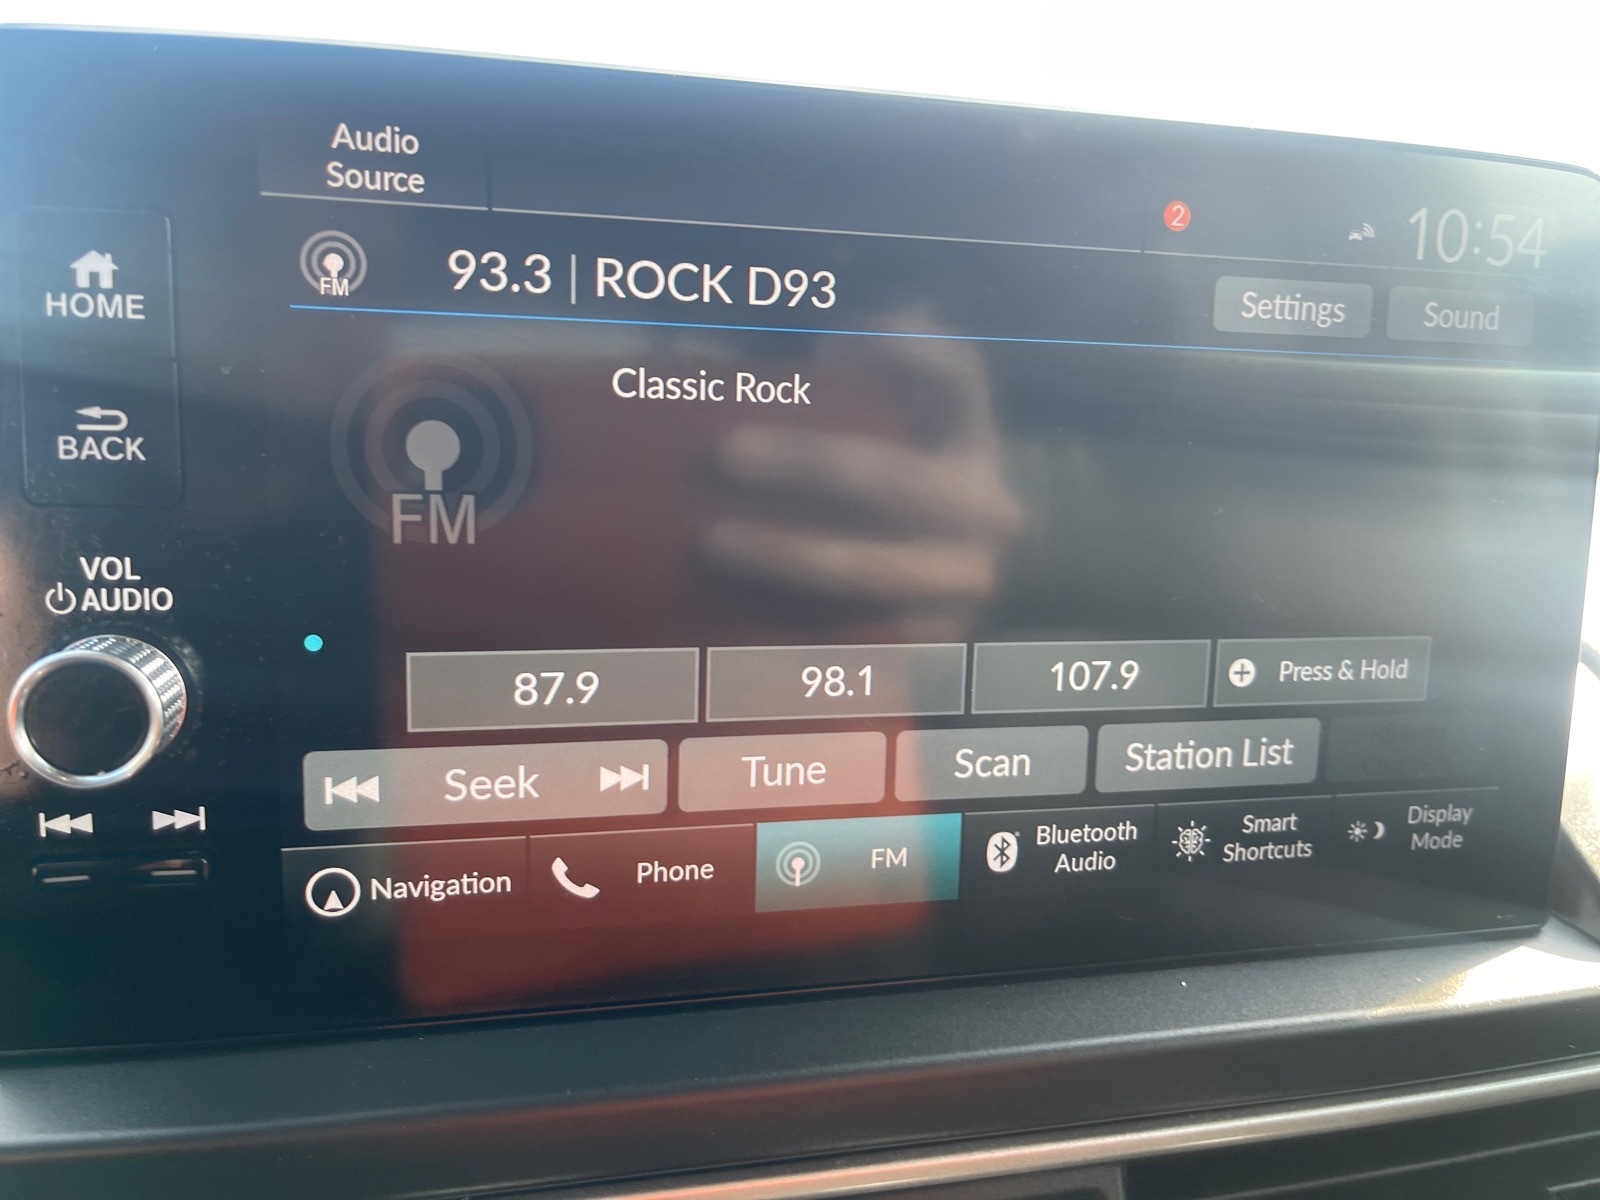 Audio
Source
2
10:54
FM
93.3 | ROCK D93
Settings
Sound
HOME
Classic Rock
BACK
FM
VOL
AUDIO
87.9
98.1
107.9
Press & Hold
Seek
Tune
Scan
Station List
Navigation
Phone
FM
Bluetooth
Audio
Smart
Shortcuts
Display
Mode